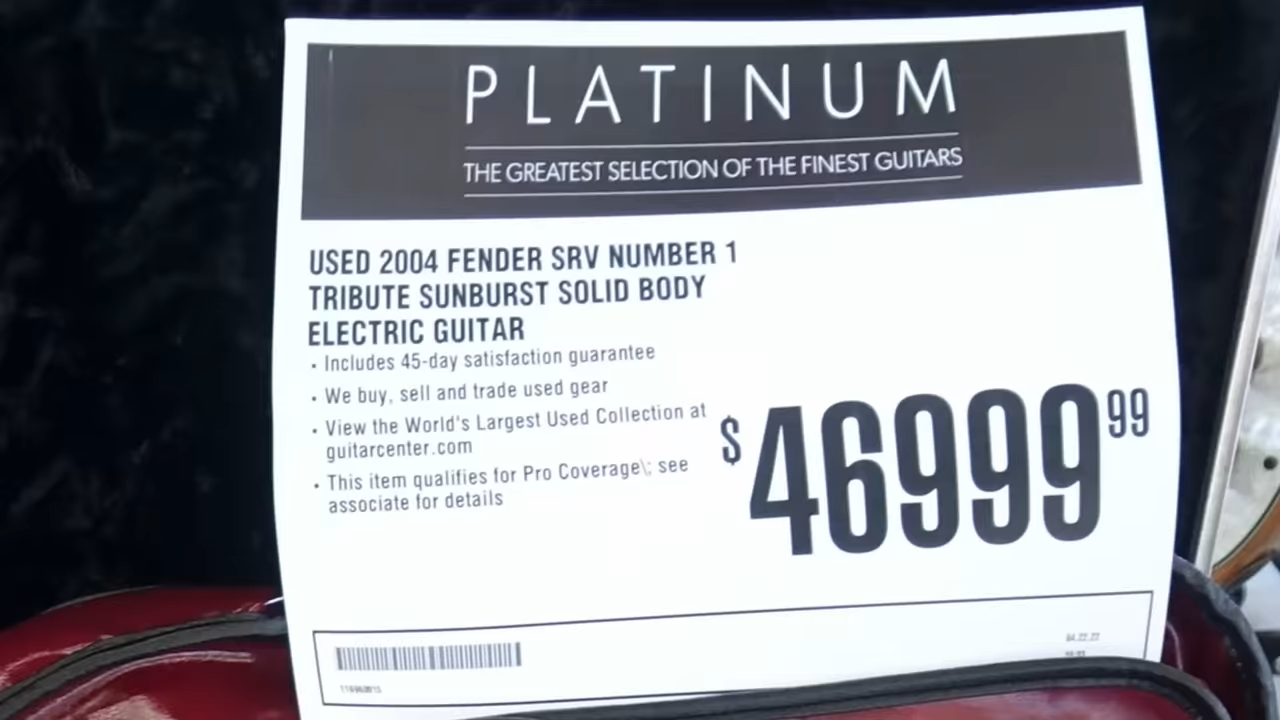 PLATINUM
THE GREATEST SELECTION OF THE FINEST GUITARS
USED 2004 FENDER SRV NUMBER 1
TRIBUTE SUNBURST SOLID BODY
ELECTRIC GUITAR
• Includes 45-day satisfaction guarantee
• We buy, sell and trade used gear
• View the World's Largest Used Collection at
guitarcenter.com
• This item qualifies for Pro Coverage\; see
associate for details
$46999 99